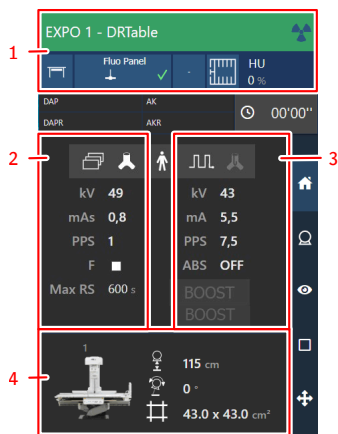 EXPO 1 - DRTable
Fluo Panel
-
HU
0 %
1
DAP
AK
DAPR
AKR
00'00''
2
3
kV 49
mAs 0,8
PPS 1
F
Max RS 600 s
kV 43
mA 5,5
PPS 7,5
ABS OFF
BOOST
BOOST
4
1
115 cm
0 °
43.0 x 43.0 cm²